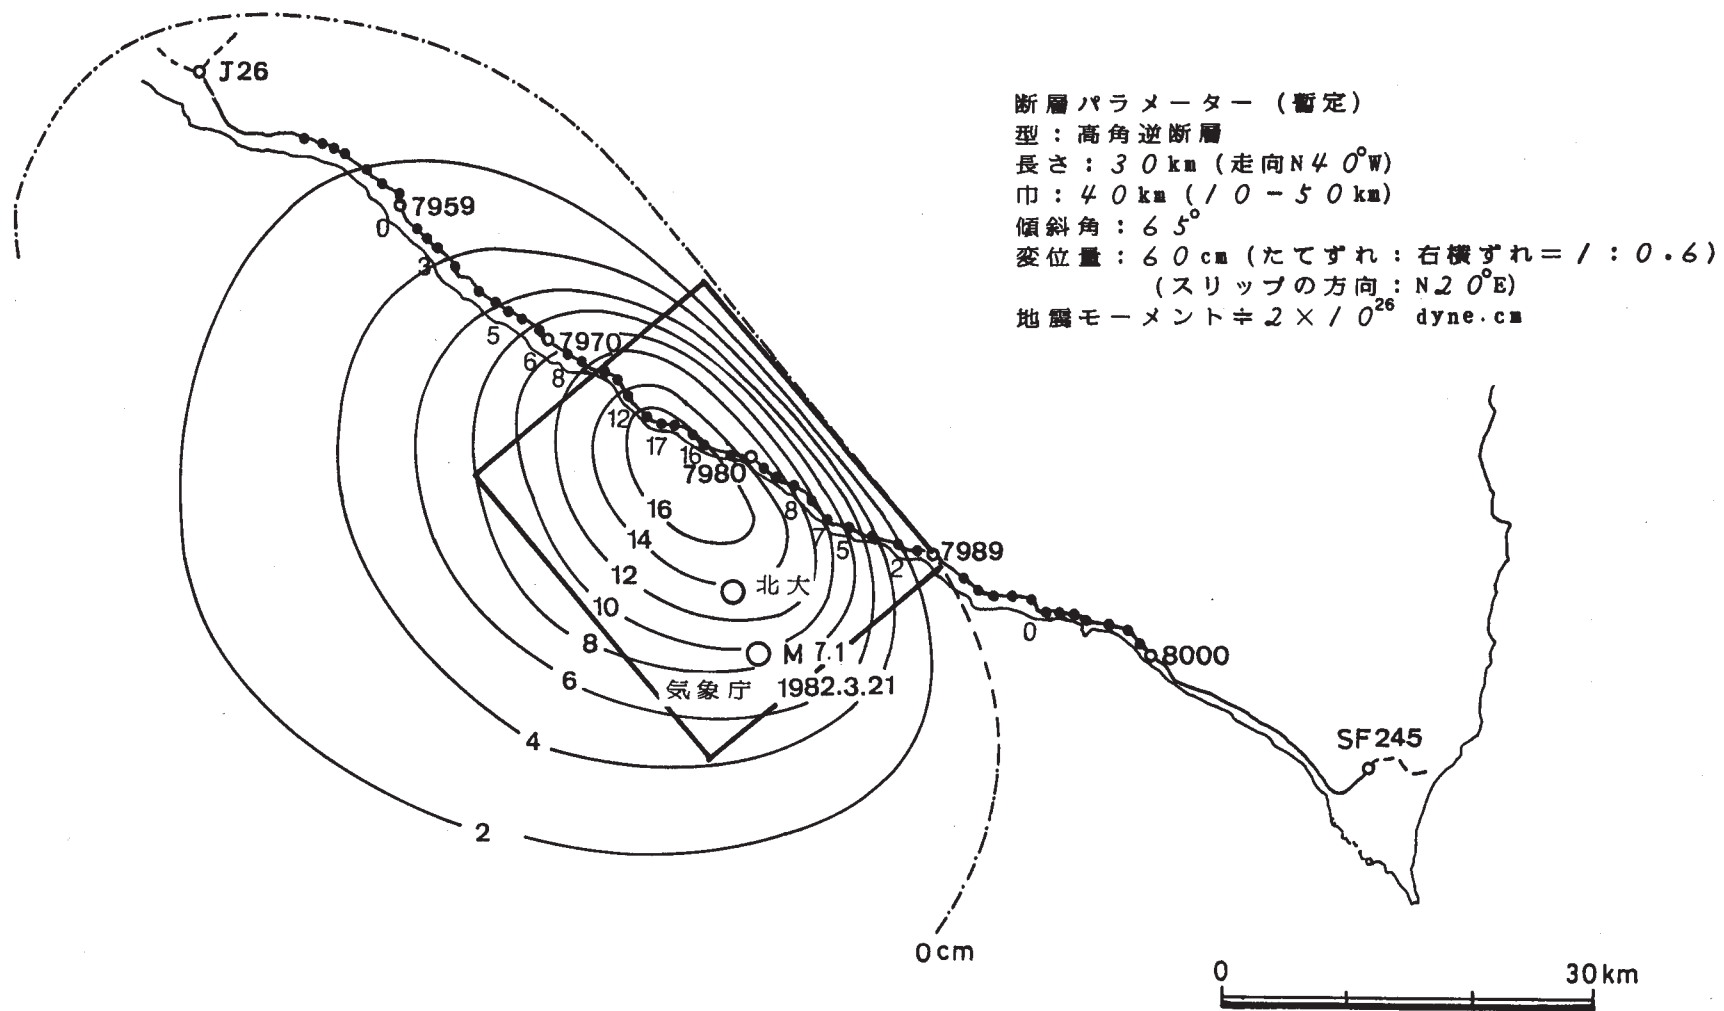 J26
断層パラメーター (暫定)
型：高角逆断層
長さ：30km (走向N40°W)
巾：40km (10-50km)
傾斜角：65°
変位量：60cm (たてずれ：右横ずれ=1：0.6)
(スリップの方向：N20°E)
地震モーメント≒2×10²⁶ dyne.cm
7959
0
3
5
7970
6
8
12
17
16
7980
16
8
7
5
14
7989
2
12
北大
10
0
8
M 7.1
8000
6
気象庁 1982.3.21
4
SF245
2
0cm
0
30km